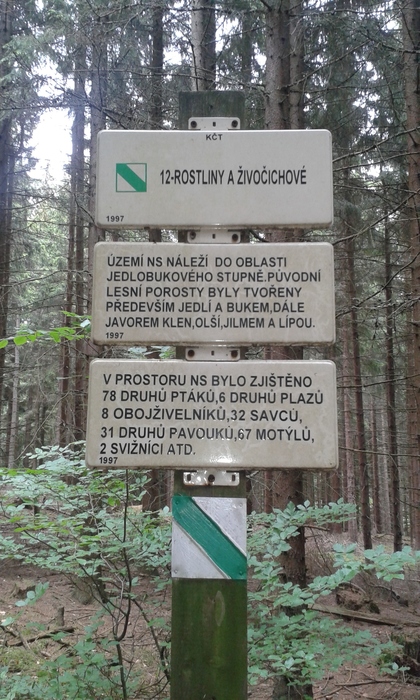 KČT
12-ROSTLINY A ŽIVOČICHOVÉ
1997
ÚZEMÍ NS NÁLEŽÍ DO OBLASTI
JEDLOBUKOVÉHO STUPNĚ.PŮVODNÍ
LESNÍ POROSTY BYLY TVOŘENY
PŘEDEVŠÍM JEDLÍ A BUKEM,DÁLE
JAVOREM KLEN,OLŠÍ,JILMEM A LÍPOU.
1997
V PROSTORU NS BYLO ZJIŠTĚNO
78 DRUHŮ PTÁKŮ,6 DRUHŮ PLAZŮ
8 OBOJŽIVELNÍKŮ,32 SAVCŮ,
31 DRUHŮ PAVOUKŮ,67 MOTÝLŮ,
2 SVIŽNÍCI ATD.
1997